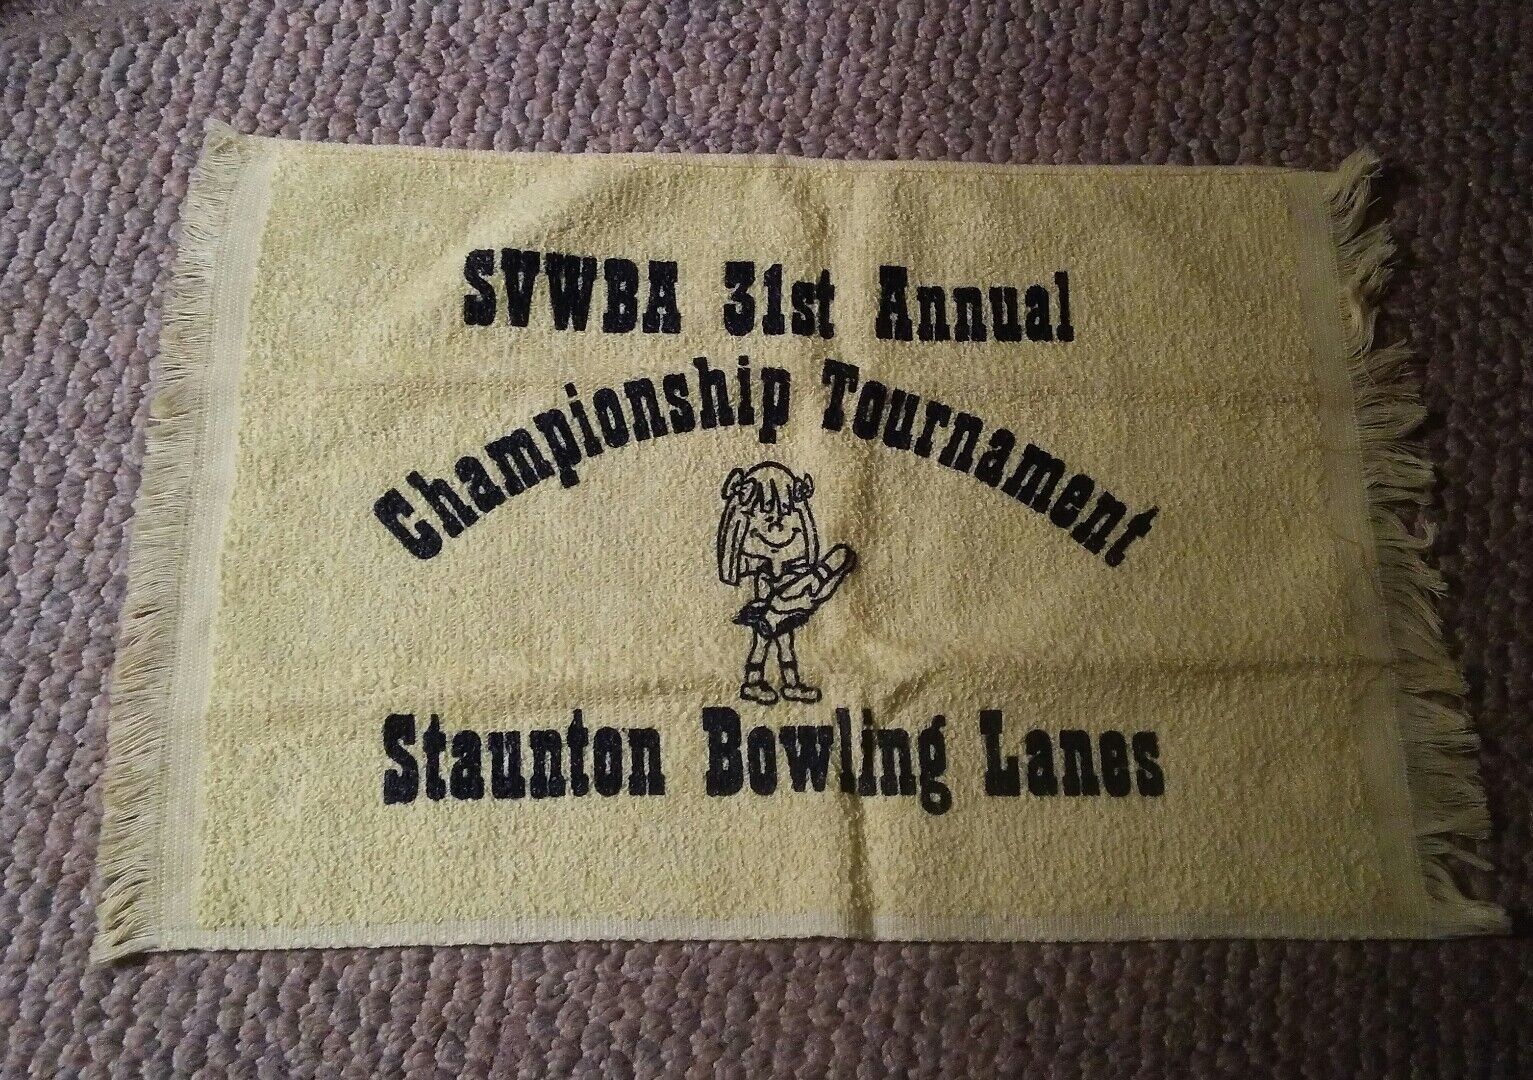 SVWBA 31st Annual
Championship Tournament
Staunton Bowling Lanes